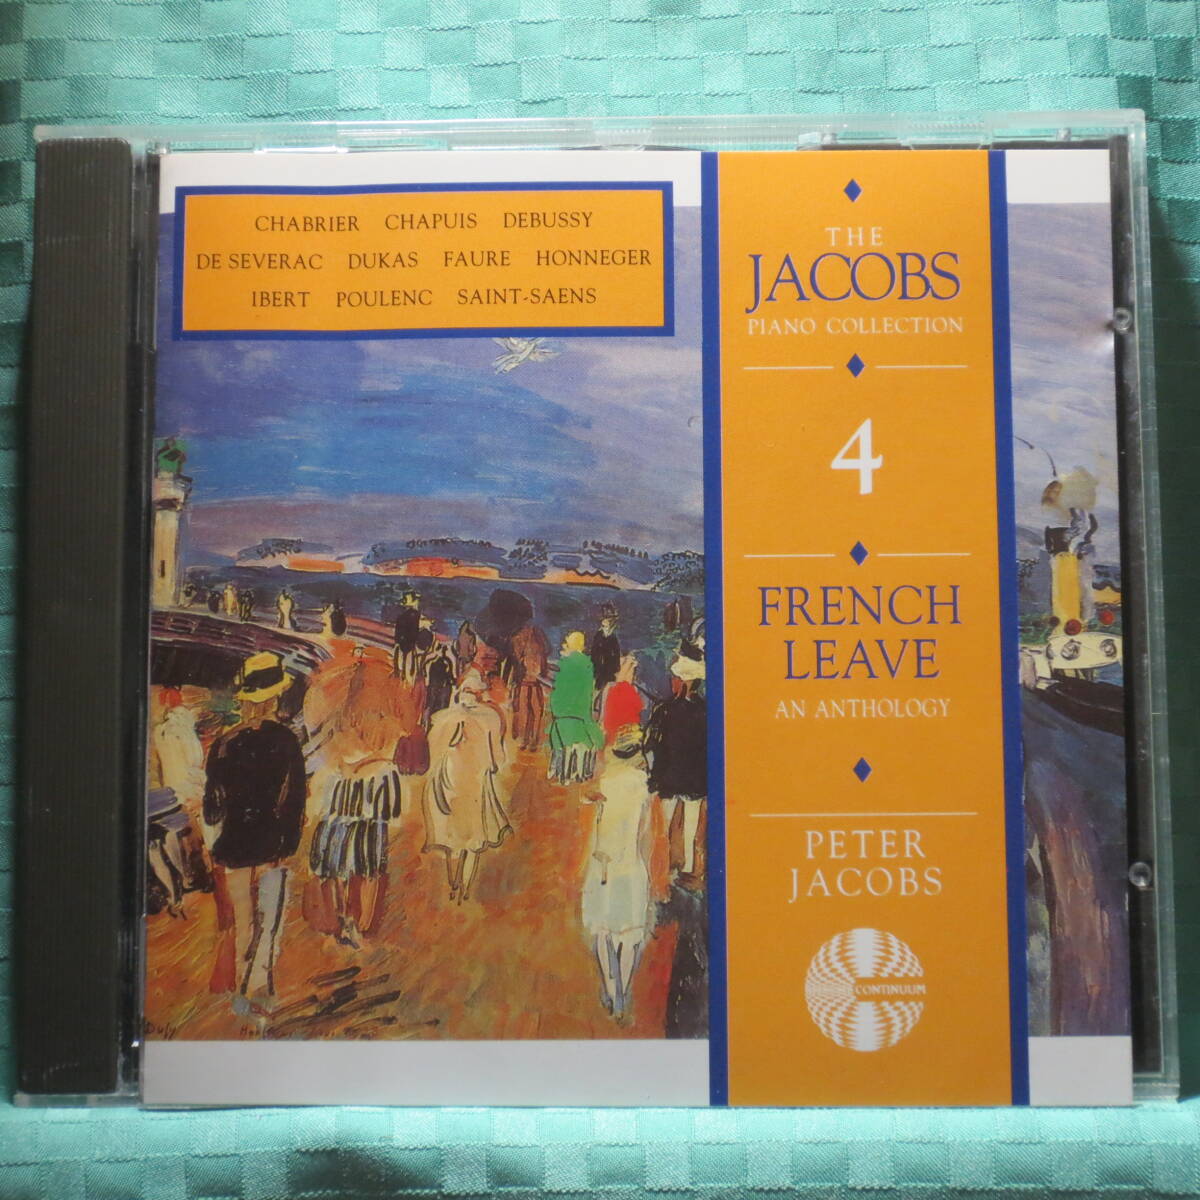 CHABRIER CHAPUIS DEBUSSY
DE SEVERAC DUKAS FAURE HONNEGER
IBERT POULENC SAINT-SAENS
THE
JACOBS
PIANO COLLECTION
4
FRENCH
LEAVE
AN ANTHOLOGY
PETER
JACOBS
CONTINUUM
Dufy